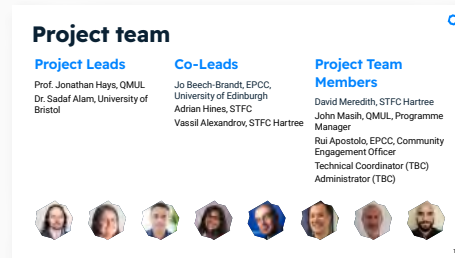 Project team
Project Leads
Prof. Jonathan Hays, QMUL
Dr. Sadaf Alam, University of
Bristol
Co-Leads
Jo Beech-Brandt, EPCC,
University of Edinburgh
Adrian Hines, STFC
Vassil Alexandrov, STFC Hartree
Project Team
Members
David Meredith, STFC Hartree
John Masih, QMUL, Programme
Manager
Rui Apostolo, EPCC, Community
Engagement Officer
Technical Coordinator (TBC)
Administrator (TBC)